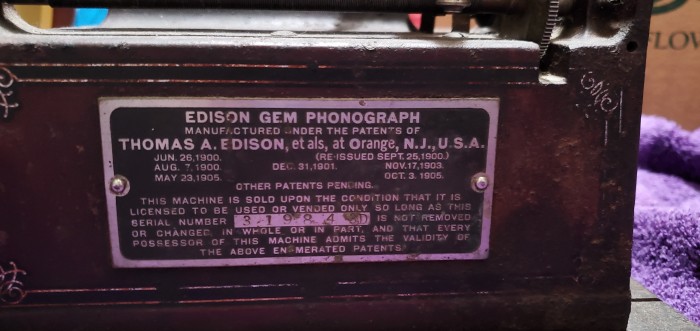 EDISON GEM PHONOGRAPH
MANUFACTURED UNDER THE PATENTS OF
THOMAS A. EDISON, et als, at Orange, N.J., U.S.A.
JUN. 26, 1900. (RE-ISSUED SEPT. 25, 1900.)
AUG. 7, 1900. DEC. 31, 1901. NOV. 17, 1903.
MAY 23, 1905. OCT. 3. 1905.
OTHER PATENTS PENDING.
THIS MACHINE IS SOLD UPON THE CONDITION THAT IT IS
LICENSED TO BE USED OR VENDED ONLY SO LONG AS THIS
SERIAL NUMBER IS NOT REMOVED
OR CHANGED IN WHOLE OR IN PART, AND THAT EVERY
POSSESSOR OF THIS MACHINE ADMITS THE VALIDITY OF
THE ABOVE ENUMERATED PATENTS